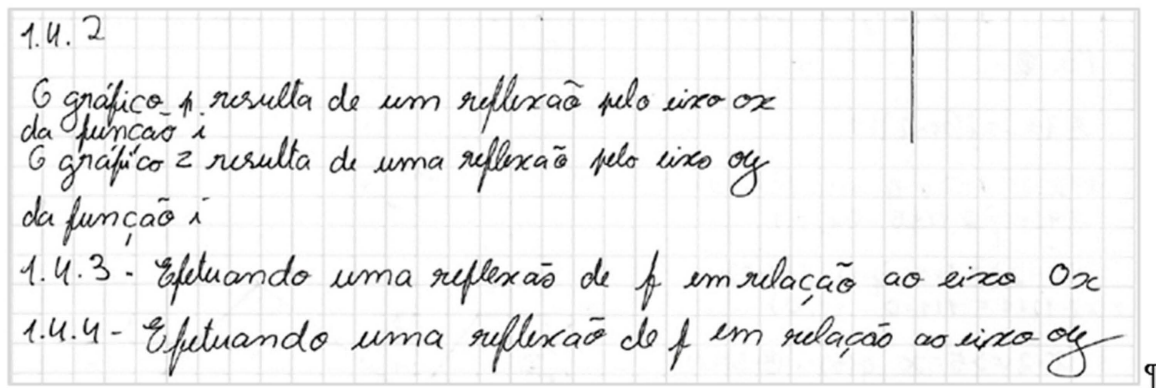 1.4.2
O gráfico p resulta de um reflexão pelo eixo ox
da função i
O gráfico z resulta de uma reflexão pelo eixo oy
da função i
1.4.3 - Efetuando uma reflexão de f em relação ao eixo Ox
1.4.4 - Efetuando uma reflexão de f em relação ao eixo oy